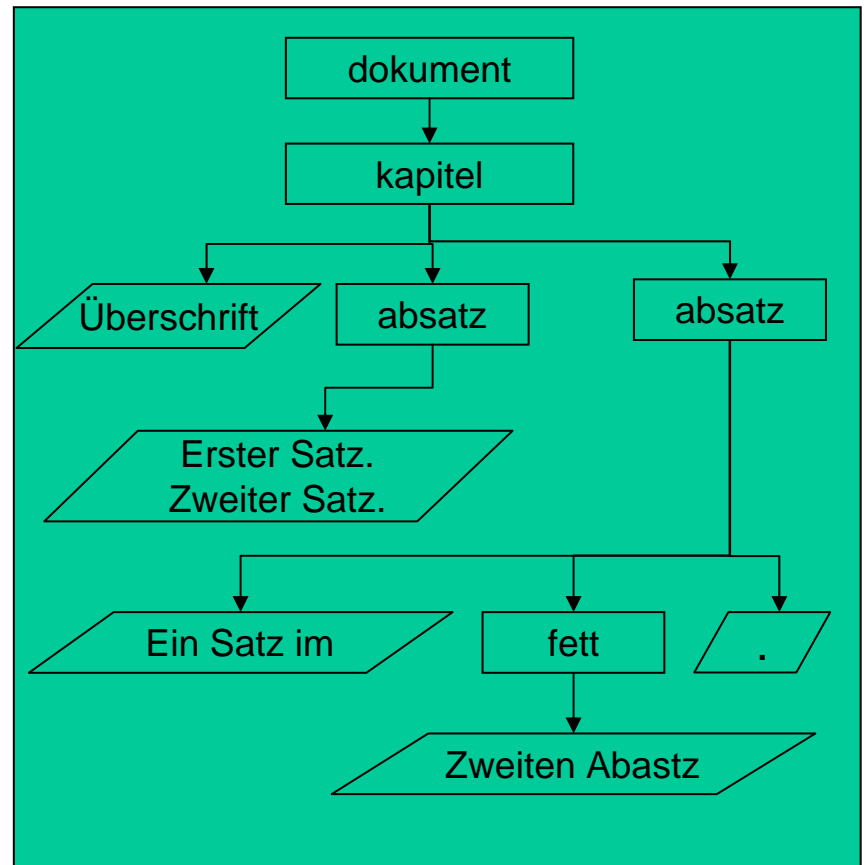 dokument
kapitel
Überschrift
absatz
absatz
Erster Satz.
Zweiter Satz.
Ein Satz im
fett
.
Zweiten Abastz